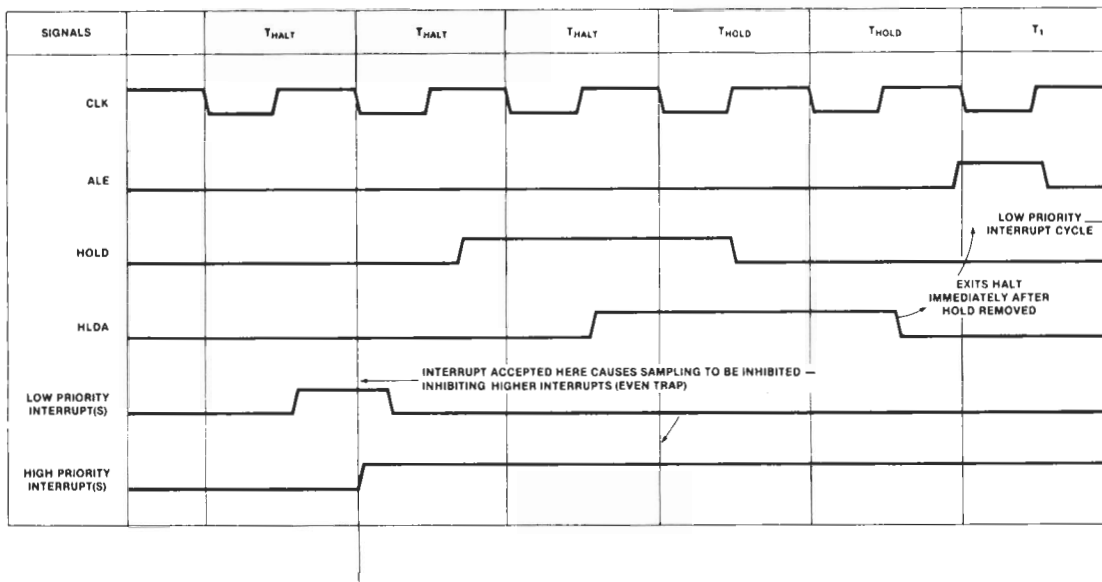 SIGNALS THALT THALT THALT THOLD THOLD T1
CLK
ALE
LOW PRIORITY
INTERRUPT CYCLE
HOLD
EXITS HALT
IMMEDIATELY AFTER
HOLD REMOVED
HLDA
INTERRUPT ACCEPTED HERE CAUSES SAMPLING TO BE INHIBITED —
INHIBITING HIGHER INTERRUPTS (EVEN TRAP)
LOW PRIORITY
INTERRUPT(S)
HIGH PRIORITY
INTERRUPT(S)